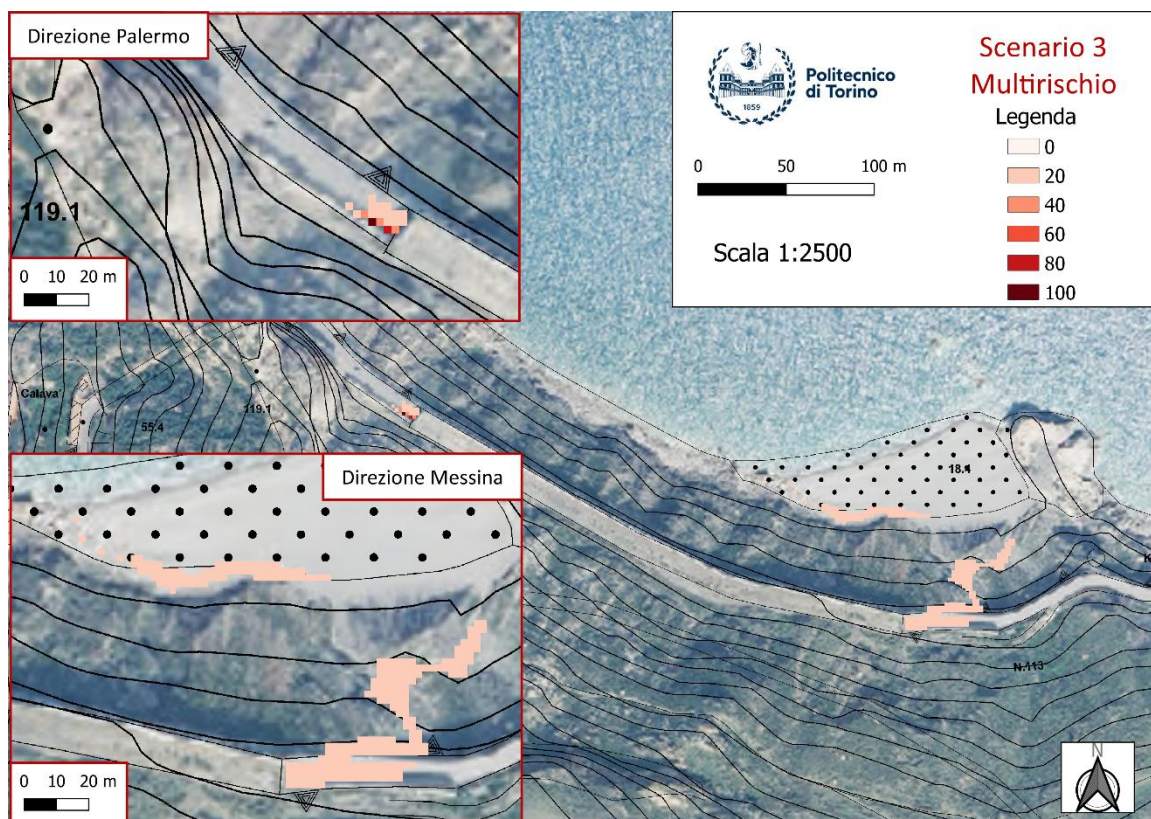 Direzione Palermo
119.1
0 10 20 m
Politecnico
di Torino
1859
0 50 100 m
Scala 1:2500
Scenario 3
Multirischio
Legenda
0
20
40
60
80
100
Calavà
55.4
119.1
18.4
N.113
Direzione Messina
0 10 20 m
N